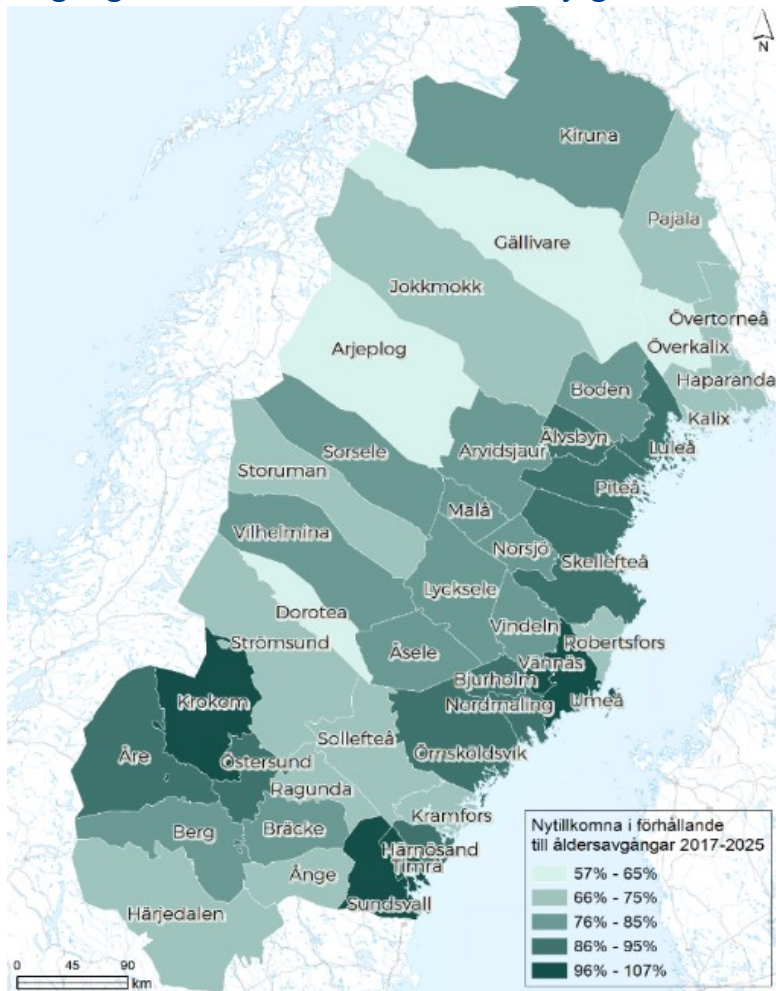 N
Kiruna
Pajala
Gällivare
Jokkmokk
Övertorneå
Arjeplog
Överkalix
Haparanda
Boden
Kalix
Älvsbyn
Luleå
Arvidsjaur
Sorsele
Storuman
Piteå
Malå
Vilhelmina
Norsjö
Skellefteå
Lycksele
Dorotea
Vindeln
Robertsfors
Strömsund
Åsele
Vännäs
Bjurholm
Krokom
Nordmaling
Umeå
Sollefteå
Åre
Östersund
Örnsköldsvik
Ragunda
Kramfors
Berg
Bräcke
Härnösand
Timrå
Ånge
Sundsvall
Härjedalen
Nytillkomna i förhållande
till åldersavgångar 2017-2025
57% - 65%
66% - 75%
76% - 85%
86% - 95%
96% - 107%
0 45 90
km